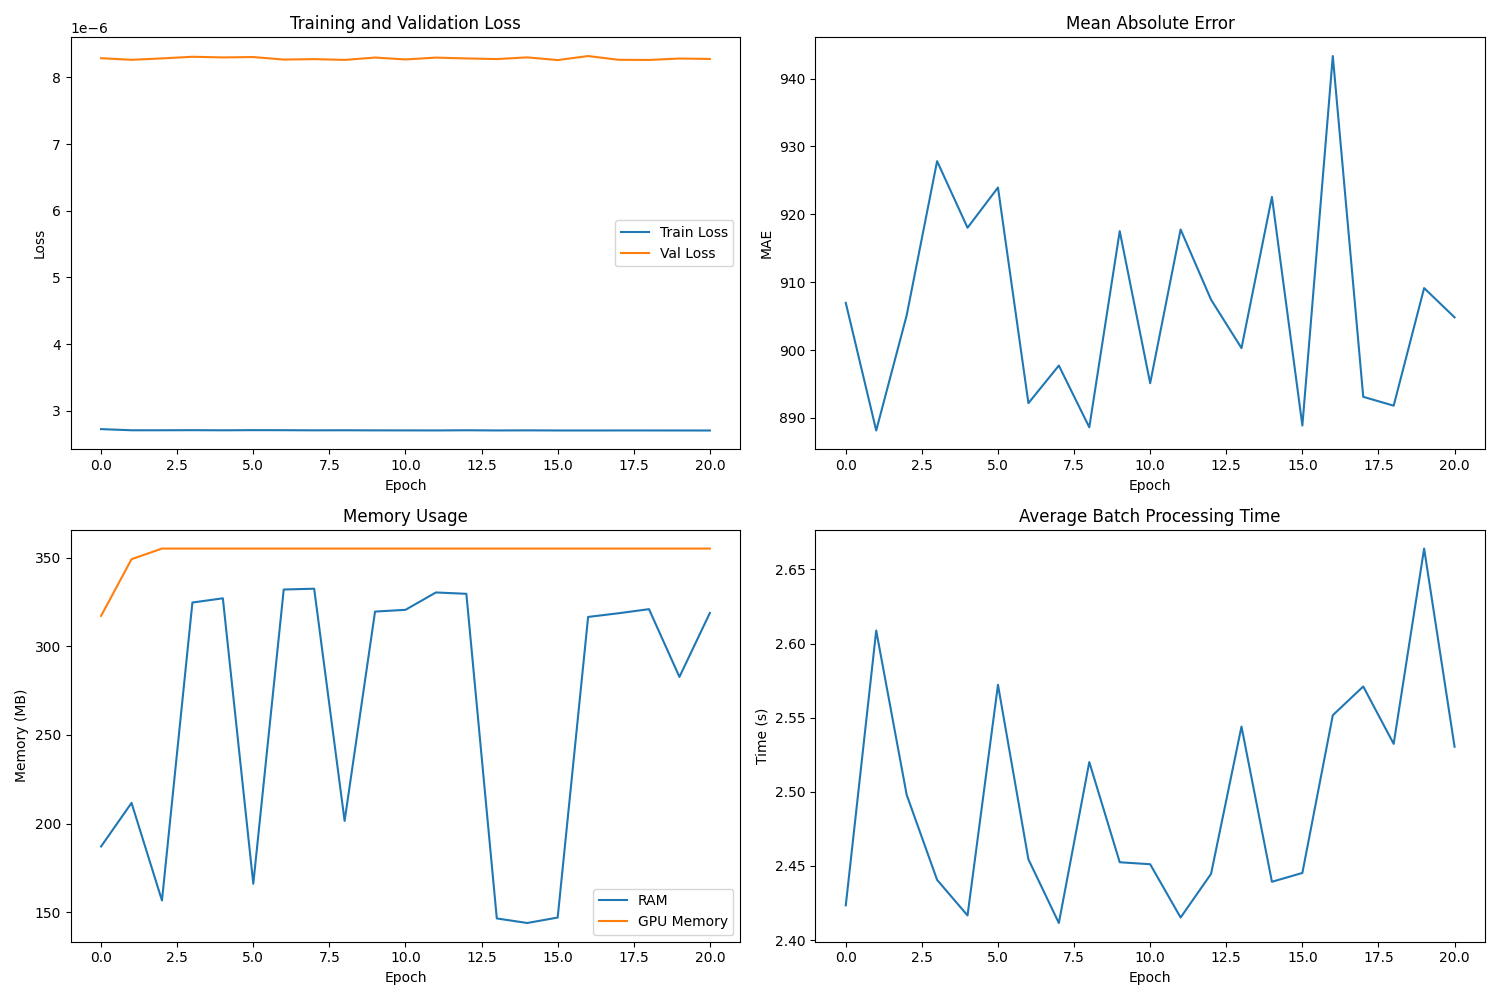 Training and Validation Loss
1e−6
8
7
6
5
4
3
Loss
Train Loss
Val Loss
0.0 2.5 5.0 7.5 10.0 12.5 15.0 17.5 20.0
Epoch
Mean Absolute Error
940
930
920
910
900
890
MAE
0.0 2.5 5.0 7.5 10.0 12.5 15.0 17.5 20.0
Epoch
Memory Usage
350
300
250
200
150
Memory (MB)
RAM
GPU Memory
0.0 2.5 5.0 7.5 10.0 12.5 15.0 17.5 20.0
Epoch
Average Batch Processing Time
2.65
2.60
2.55
2.50
2.45
2.40
Time (s)
0.0 2.5 5.0 7.5 10.0 12.5 15.0 17.5 20.0
Epoch